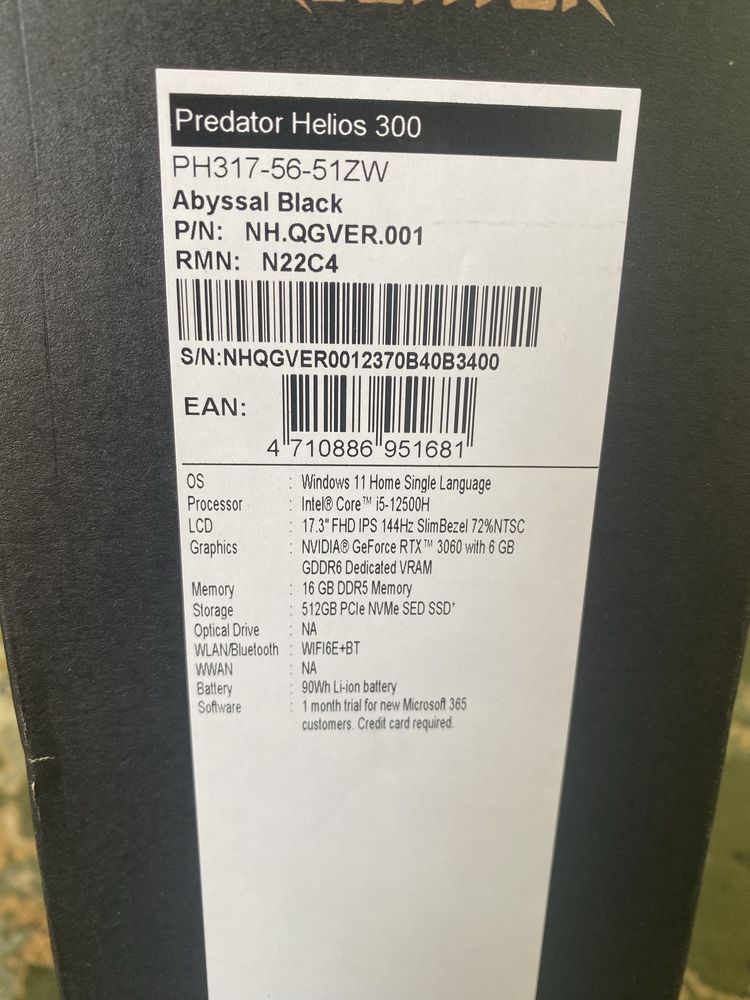 Predator Helios 300
PH317-56-51ZW
Abyssal Black
P/N: NH.QGVER.001
RMN: N22C4
S/N:NHQGVER0012370B40B3400
EAN:
4 710886 951681
OS : Windows 11 Home Single Language
Processor : Intel® Core™ i5-12500H
LCD : 17.3" FHD IPS 144Hz SlimBezel 72%NTSC
Graphics : NVIDIA® GeForce RTX™ 3060 with 6 GB
GDDR6 Dedicated VRAM
Memory : 16 GB DDR5 Memory
Storage : 512GB PCIe NVMe SED SSD*
Optical Drive : NA
WLAN/Bluetooth : WIFI6E+BT
WWAN : NA
Battery : 90Wh Li-ion battery
Software : 1 month trial for new Microsoft 365
customers. Credit card required.